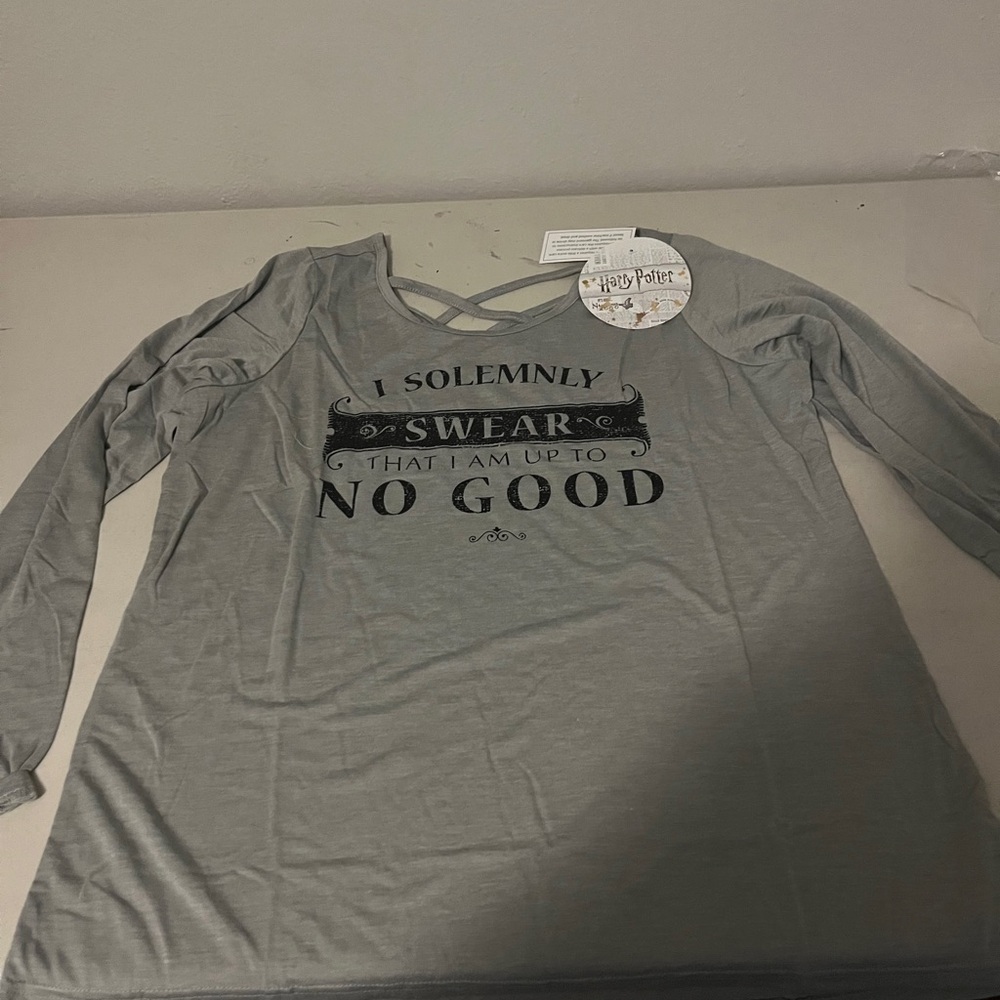 Harry Potter
I SOLEMNLY
SWEAR
THAT I AM UP TO
NO GOOD